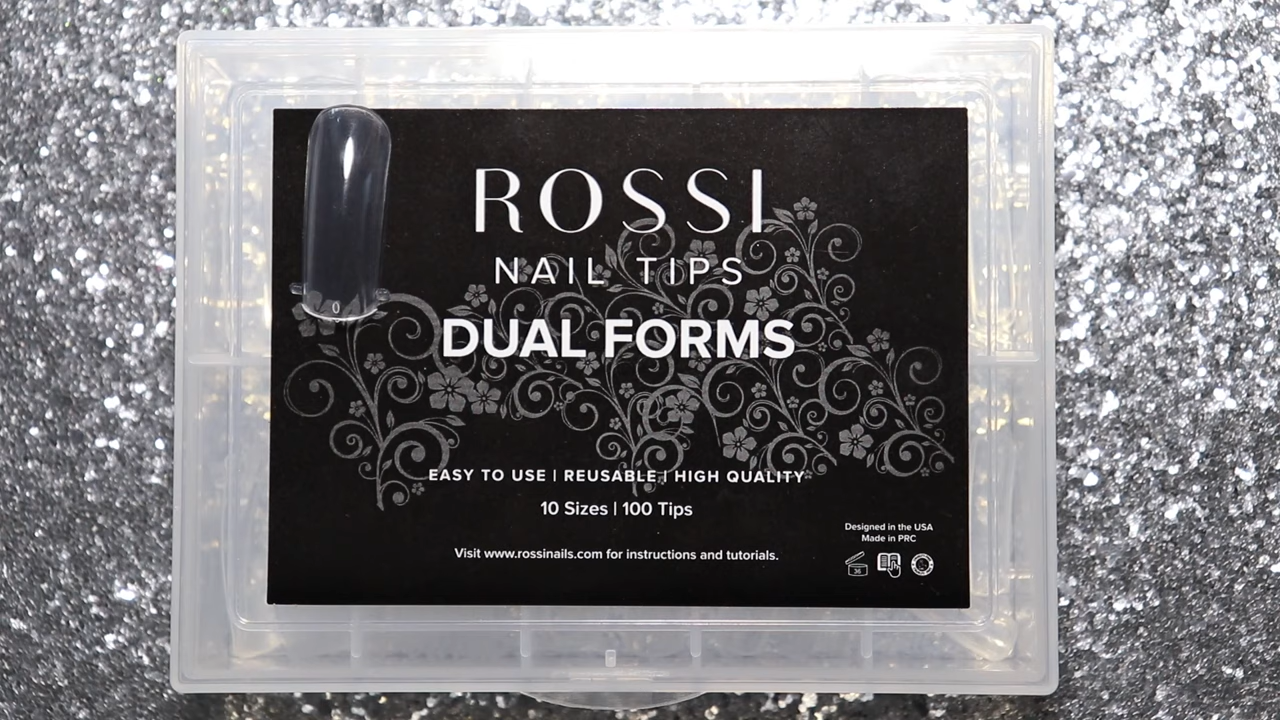 ROSSI
NAIL TIPS
DUAL FORMS
EASY TO USE | REUSABLE | HIGH QUALITY
10 Sizes | 100 Tips
Designed in the USA
Made in PRC
Visit www.rossinails.com for instructions and tutorials.
36